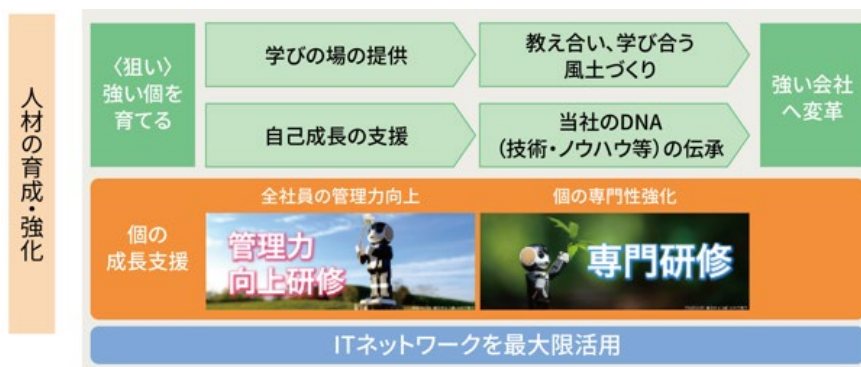 人材の育成・強化
〈狙い〉
強い個を
育てる
学びの場の提供
教え合い、学び合う
風土づくり
自己成長の支援
当社のDNA
(技術・ノウハウ等)の伝承
強い会社
へ変革
個の
成長支援
全社員の管理力向上
管理力
向上研修
個の専門性強化
専門研修
ITネットワークを最大限活用